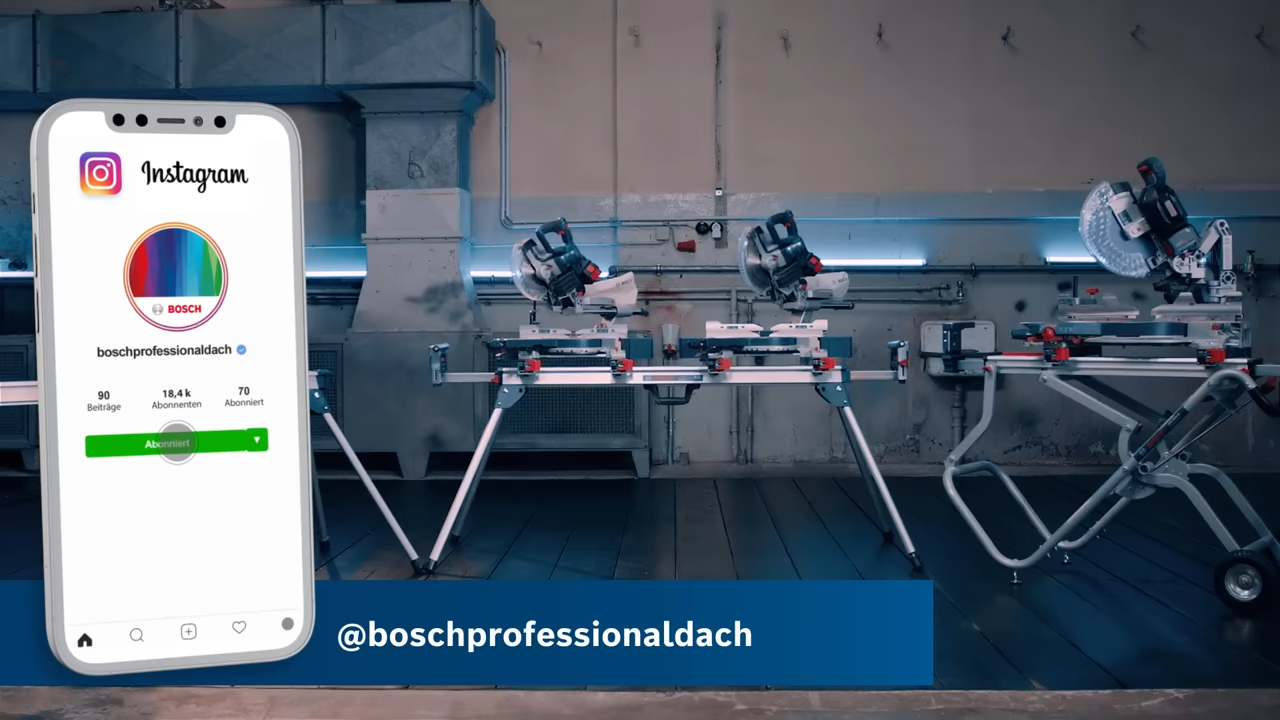 Instagram
BOSCH
boschprofessionaldach
90 18,4 k 70
Beiträge Abonnenten Abonniert
Abonniert
@boschprofessionaldach